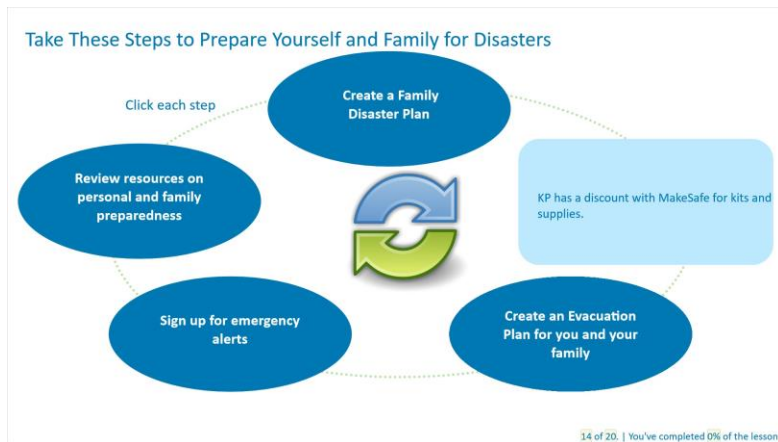 Take These Steps to Prepare Yourself and Family for Disasters
Click each step
Create a Family
Disaster Plan
KP has a discount with MakeSafe for kits and
supplies.
Create an Evacuation
Plan for you and your
family
Sign up for emergency
alerts
Review resources on
personal and family
preparedness
14 of 20. | You've completed 0% of the lesson